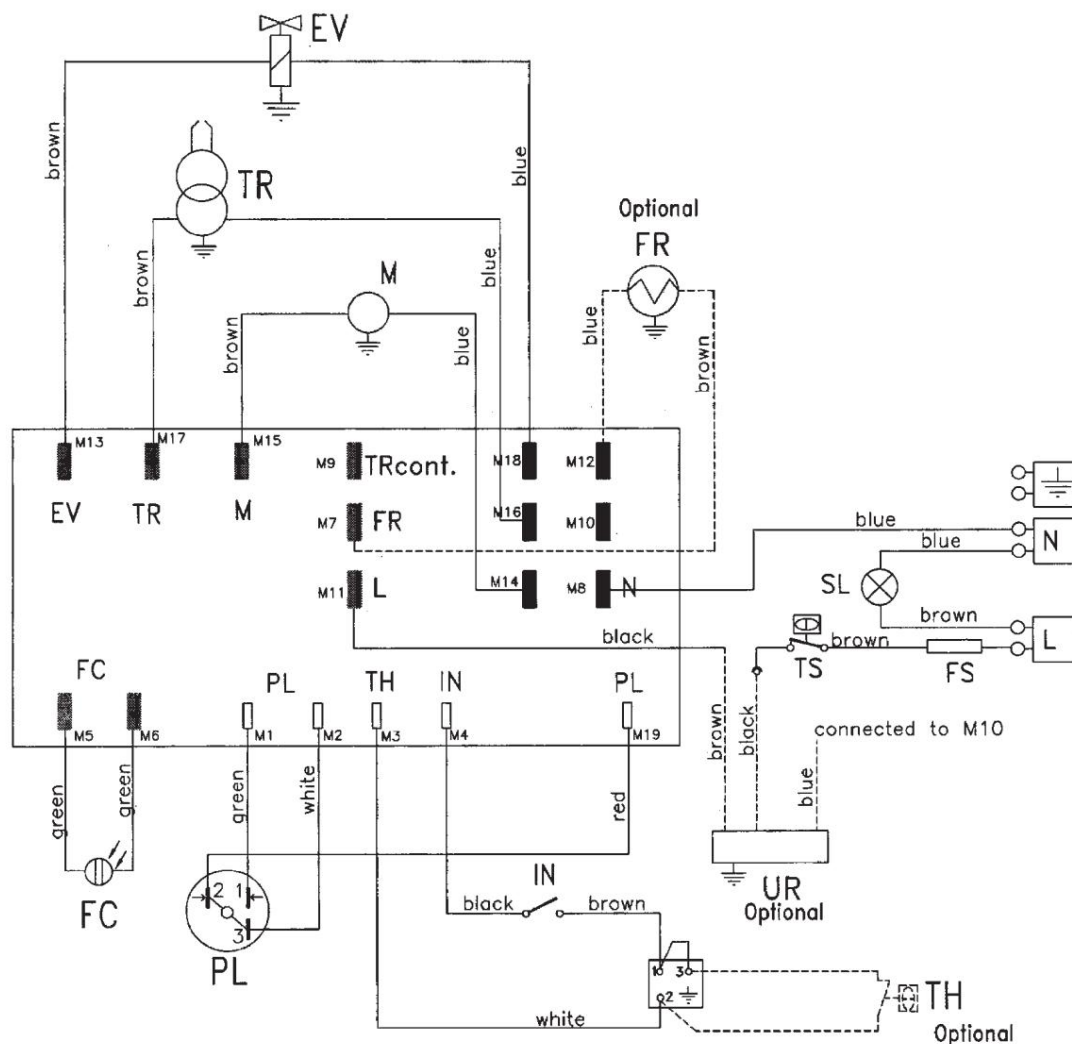 EV
brown
blue
TR
Optional
FR
brown
M
blue
blue
brown
blue
brown
M13
M17
M15
M9
TRcont.
M18
M12
EV
TR
M
M7
FR
M16
M10
blue
N
blue
M11
L
M14
M8
N
SL
brown
L
black
TS
brown
FS
FC
PL
TH
IN
PL
M5
M6
M1
M2
M3
M4
M19
connected to M10
brown
black
blue
green
green
green
white
red
FC
2
1
3
PL
IN
black
brown
UR
Optional
1
3
2
TH
white
Optional